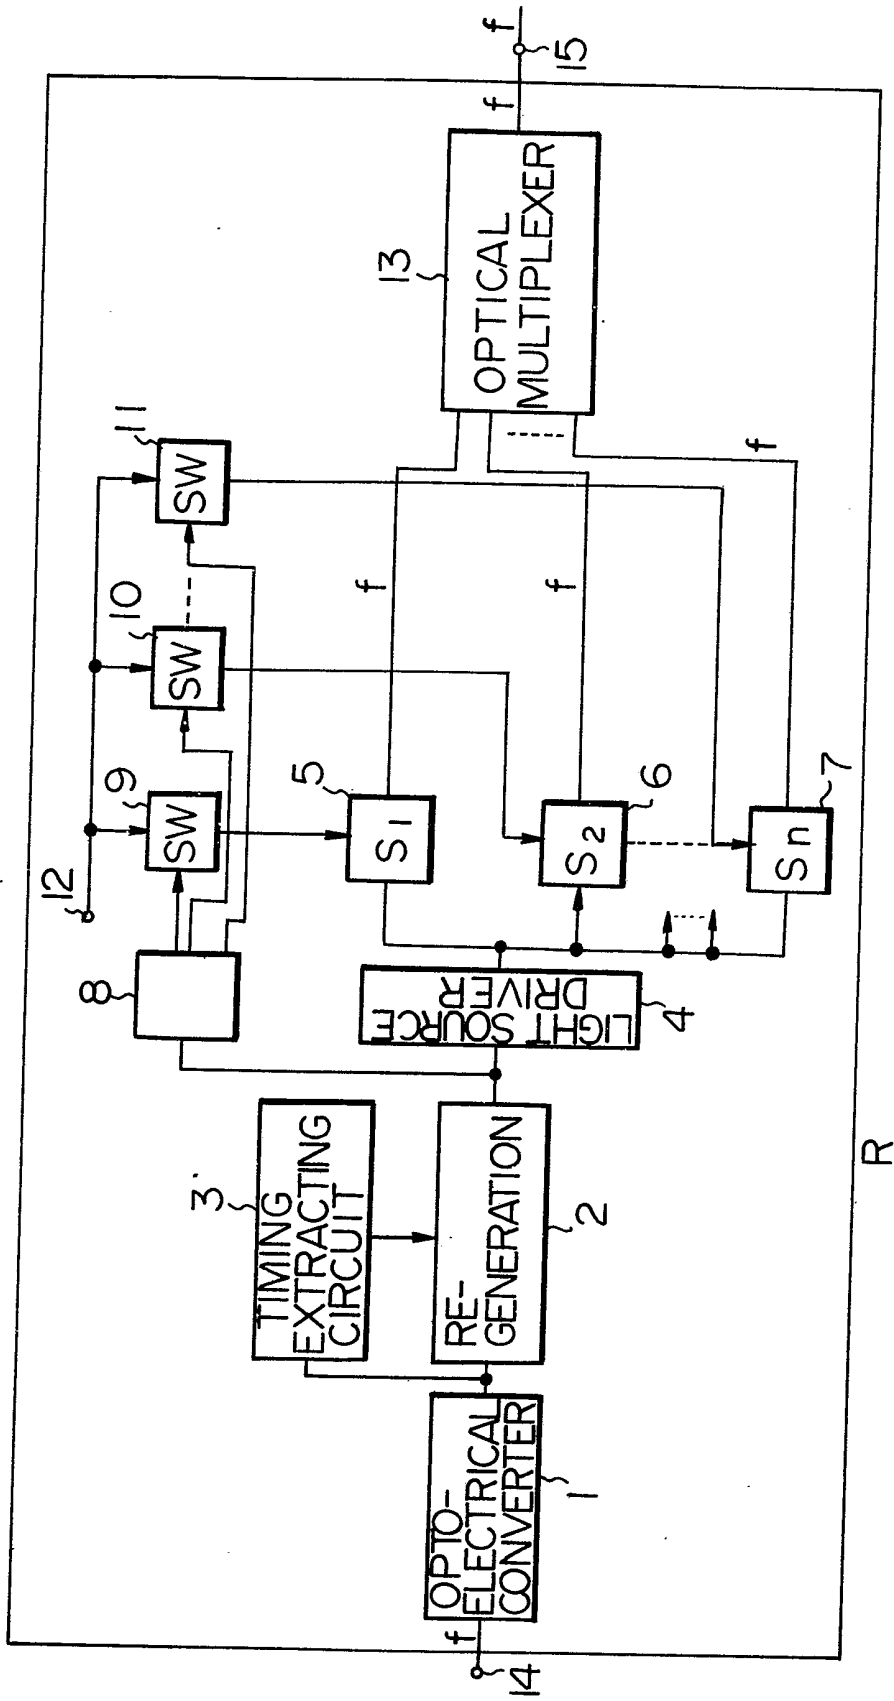 12
9
10
11
SW
SW
SW
8
3
TIMING
EXTRACTING
CIRCUIT
5
S1
f
13
OPTICAL
MULTIPLEXER
f
f
15
14
f
OPTO-
ELECTRICAL
CONVERTER
1
RE-
GENERATION
2
LIGHT SOURCE
DRIVER
4
S2
6
f
Sn
7
f
R